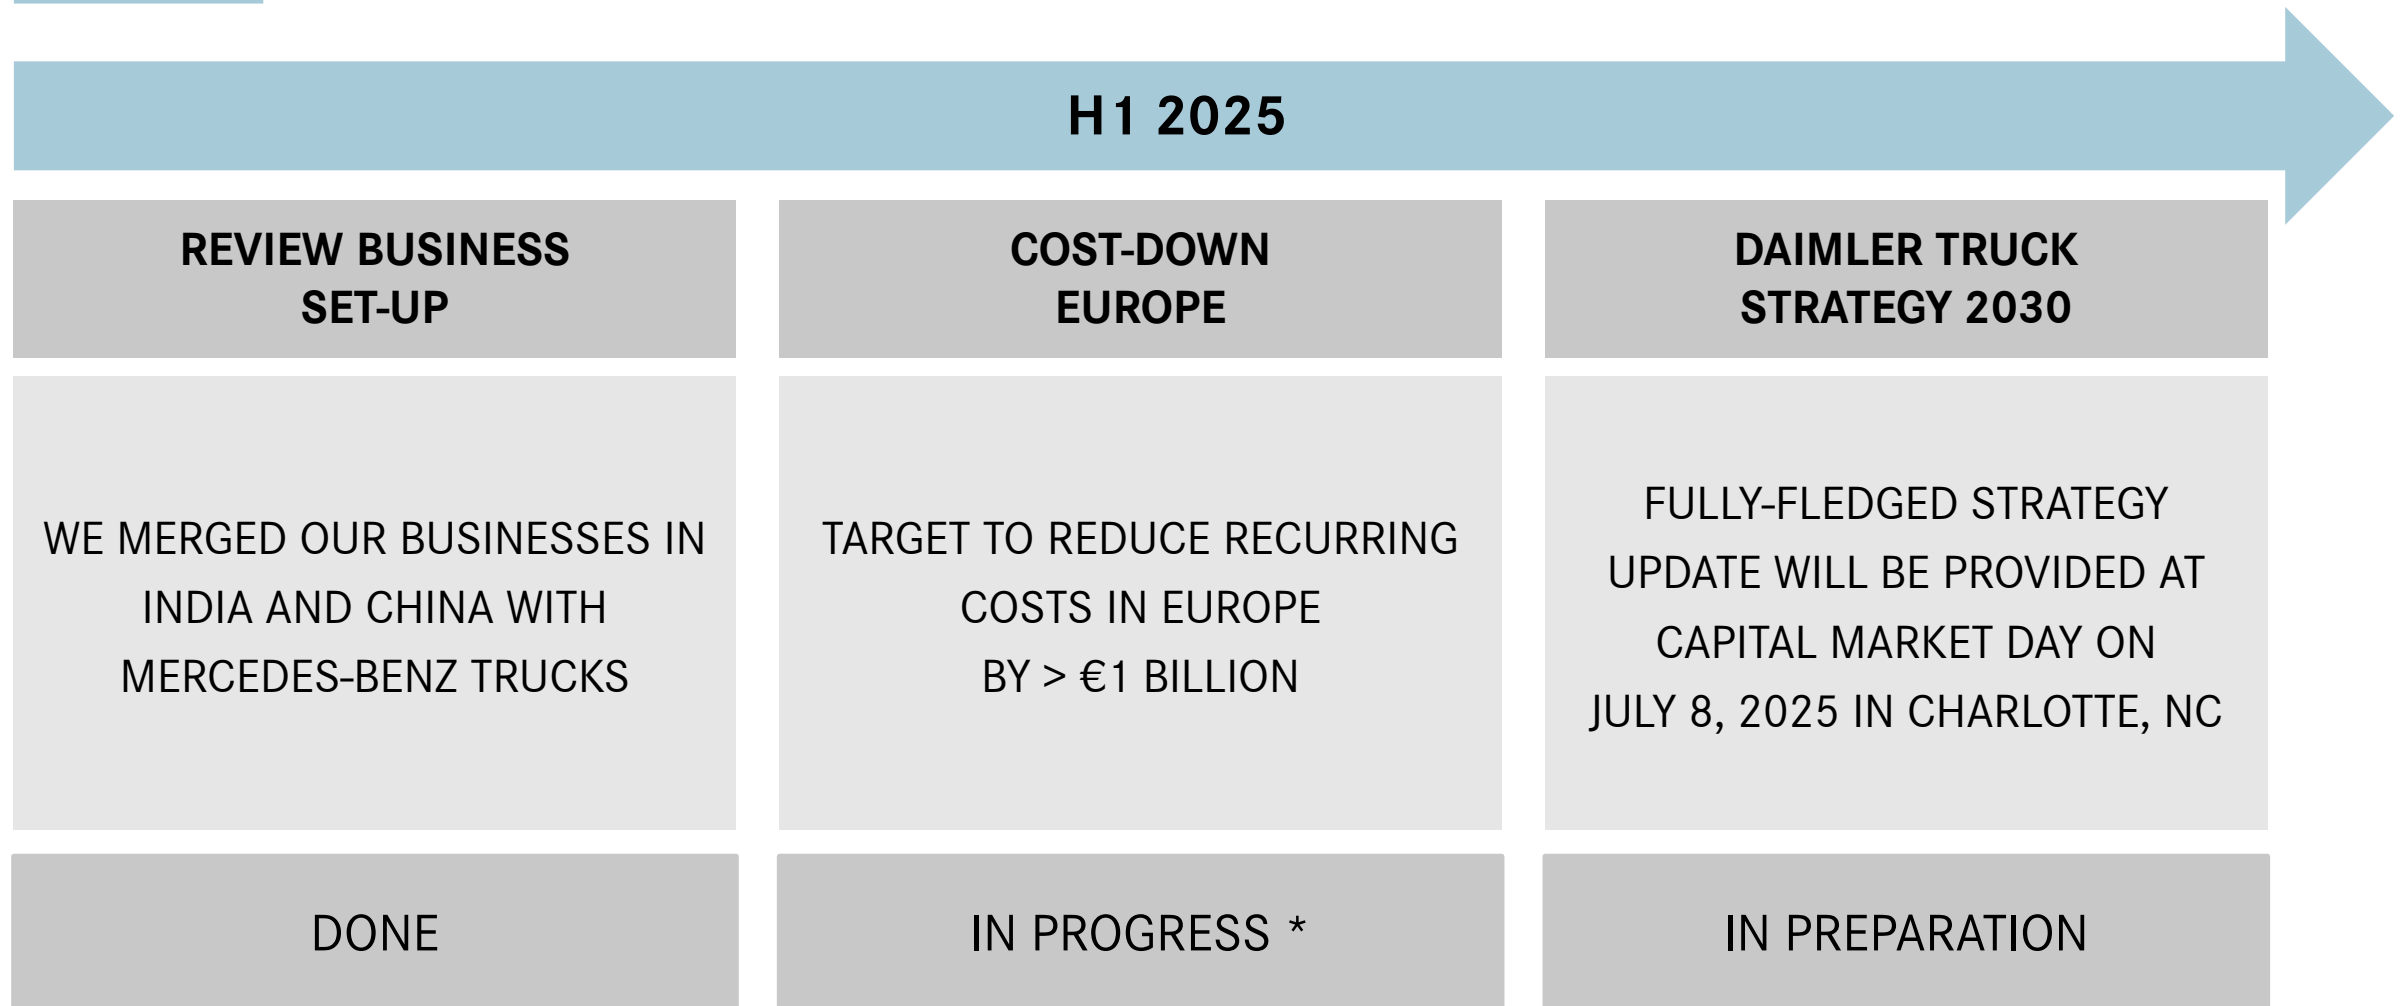 H1 2025
REVIEW BUSINESS
SET-UP
WE MERGED OUR BUSINESSES IN
INDIA AND CHINA WITH
MERCEDES-BENZ TRUCKS
DONE
COST-DOWN
EUROPE
TARGET TO REDUCE RECURRING
COSTS IN EUROPE
BY > €1 BILLION
IN PROGRESS *
DAIMLER TRUCK
STRATEGY 2030
FULLY-FLEDGED STRATEGY
UPDATE WILL BE PROVIDED AT
CAPITAL MARKET DAY ON
JULY 8, 2025 IN CHARLOTTE, NC
IN PREPARATION